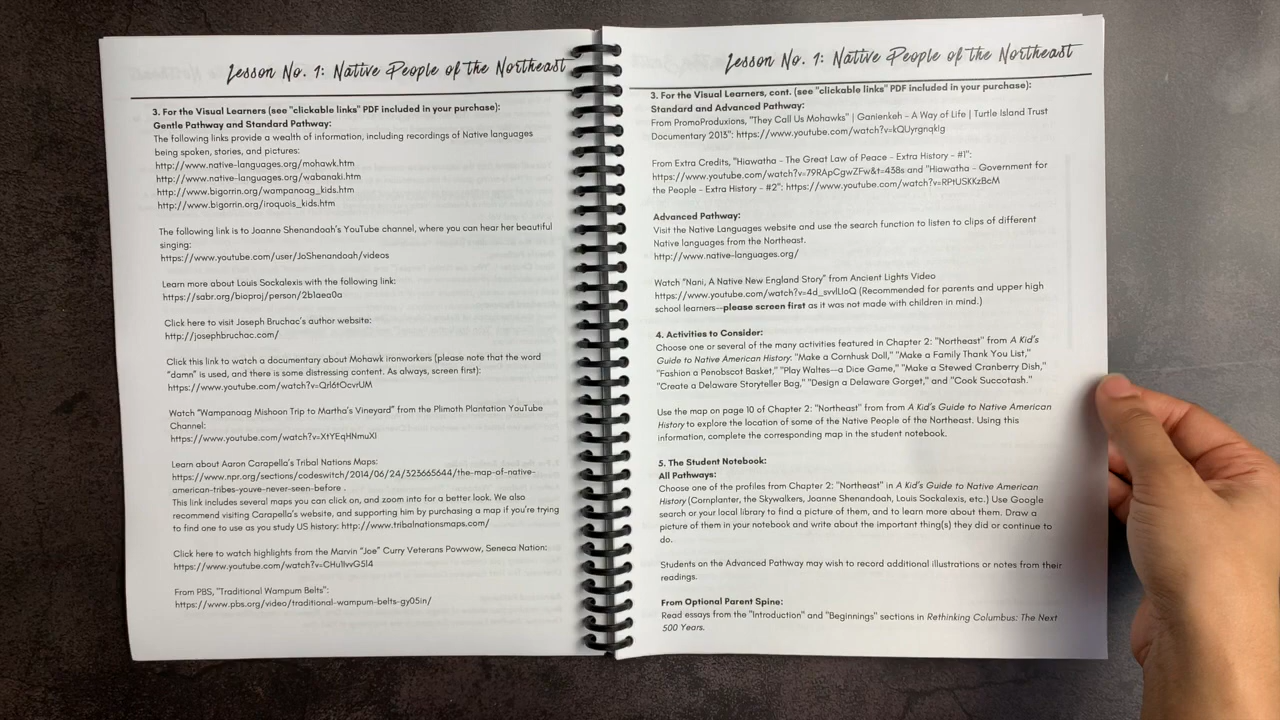 Lesson No. 1: Native People of the Northeast
3. For the Visual Learners (see "clickable links" PDF included in your purchase):
Gentle Pathway and Standard Pathway:
The following links provide a wealth of information, including recordings of Native languages
being spoken, stories, and pictures:
http://www.native-languages.org/mohawk.htm
http://www.native-languages.org/wabanaki.htm
http://www.bigorrin.org/wampanoag_kids.htm
http://www.bigorrin.org/iroquois_kids.htm
The following link is to Joanne Shenandoah's YouTube channel, where you can hear her beautiful
singing:
https://www.youtube.com/user/JoShenandoah/videos
Learn more about Louis Sockalexis with the following link:
https://sabr.org/bioproj/person/2b1aea0a
Click here to visit Joseph Bruchac's author website:
http://josephbruchac.com/
Click this link to watch a documentary about Mohawk ironworkers (please note that the word
"damn" is used, and there is some distressing content. As always, screen first):
https://www.youtube.com/watch?v=QrI6tOcvrUM
Watch "Wampanoag Mishoon Trip to Martha's Vineyard" from the Plimoth Plantation YouTube
Channel:
https://www.youtube.com/watch?v=XtYEqHNmuXI
Learn about Aaron Carapella's Tribal Nations Maps:
https://www.npr.org/sections/codeswitch/2014/06/24/323665644/the-map-of-native-
american-tribes-youve-never-seen-before .
This link includes several maps you can click on, and zoom into for a better look. We also
recommend visiting Carapella's website, and supporting him by purchasing a map if you're trying
to find one to use as you study US history: http://www.tribalnationsmaps.com/
Click here to watch highlights from the Marvin "Joe" Curry Veterans Powwow, Seneca Nation:
https://www.youtube.com/watch?v=CHuIlvvG5l4
From PBS, "Traditional Wampum Belts":
https://www.pbs.org/video/traditional-wampum-belts-gy05in/
Lesson No. 1: Native People of the Northeast
3. For the Visual Learners, cont. (see "clickable links" PDF included in your purchase):
Standard and Advanced Pathway:
From PromoProduxions, "They Call Us Mohawks" | Ganienkeh - A Way of Life | Turtle Island Trust
Documentary 2013": https://www.youtube.com/watch?v=kQUyrgnqkIg
From Extra Credits, "Hiawatha - The Great Law of Peace - Extra History - #1":
https://www.youtube.com/watch?v=79RApCgwZFw&t=438s and "Hiawatha - Government for
the People - Extra History - #2": https://www.youtube.com/watch?v=RPtUSKKzBcM
Advanced Pathway:
Visit the Native Languages website and use the search function to listen to clips of different
Native languages from the Northeast.
http://www.native-languages.org/
Watch "Nani, A Native New England Story" from Ancient Lights Video
https://www.youtube.com/watch?v=4d_svvlLIoQ (Recommended for parents and upper high
school learners--please screen first as it was not made with children in mind.)
4. Activities to Consider:
Choose one or several of the many activities featured in Chapter 2: "Northeast" from A Kid's
Guide to Native American History: "Make a Cornhusk Doll," "Make a Family Thank You List,"
"Fashion a Penobscot Basket," "Play Waltes--a Dice Game," "Make a Stewed Cranberry Dish,"
"Create a Delaware Storyteller Bag," "Design a Delaware Gorget," and "Cook Succotash."
Use the map on page 10 of Chapter 2: "Northeast" from from A Kid's Guide to Native American
History to explore the location of some of the Native People of the Northeast. Using this
information, complete the corresponding map in the student notebook.
5. The Student Notebook:
All Pathways:
Choose one of the profiles from Chapter 2: "Northeast" in A Kid's Guide to Native American
History (Cornplanter, the Skywalkers, Joanne Shenandoah, Louis Sockalexis, etc.) Use Google
search or your local library to find a picture of them, and to learn more about them. Draw a
picture of them in your notebook and write about the important thing(s) they did or continue to
do.
Students on the Advanced Pathway may wish to record additional illustrations or notes from their
readings.
From Optional Parent Spine:
Read essays from the "Introduction" and "Beginnings" sections in Rethinking Columbus: The Next
500 Years.